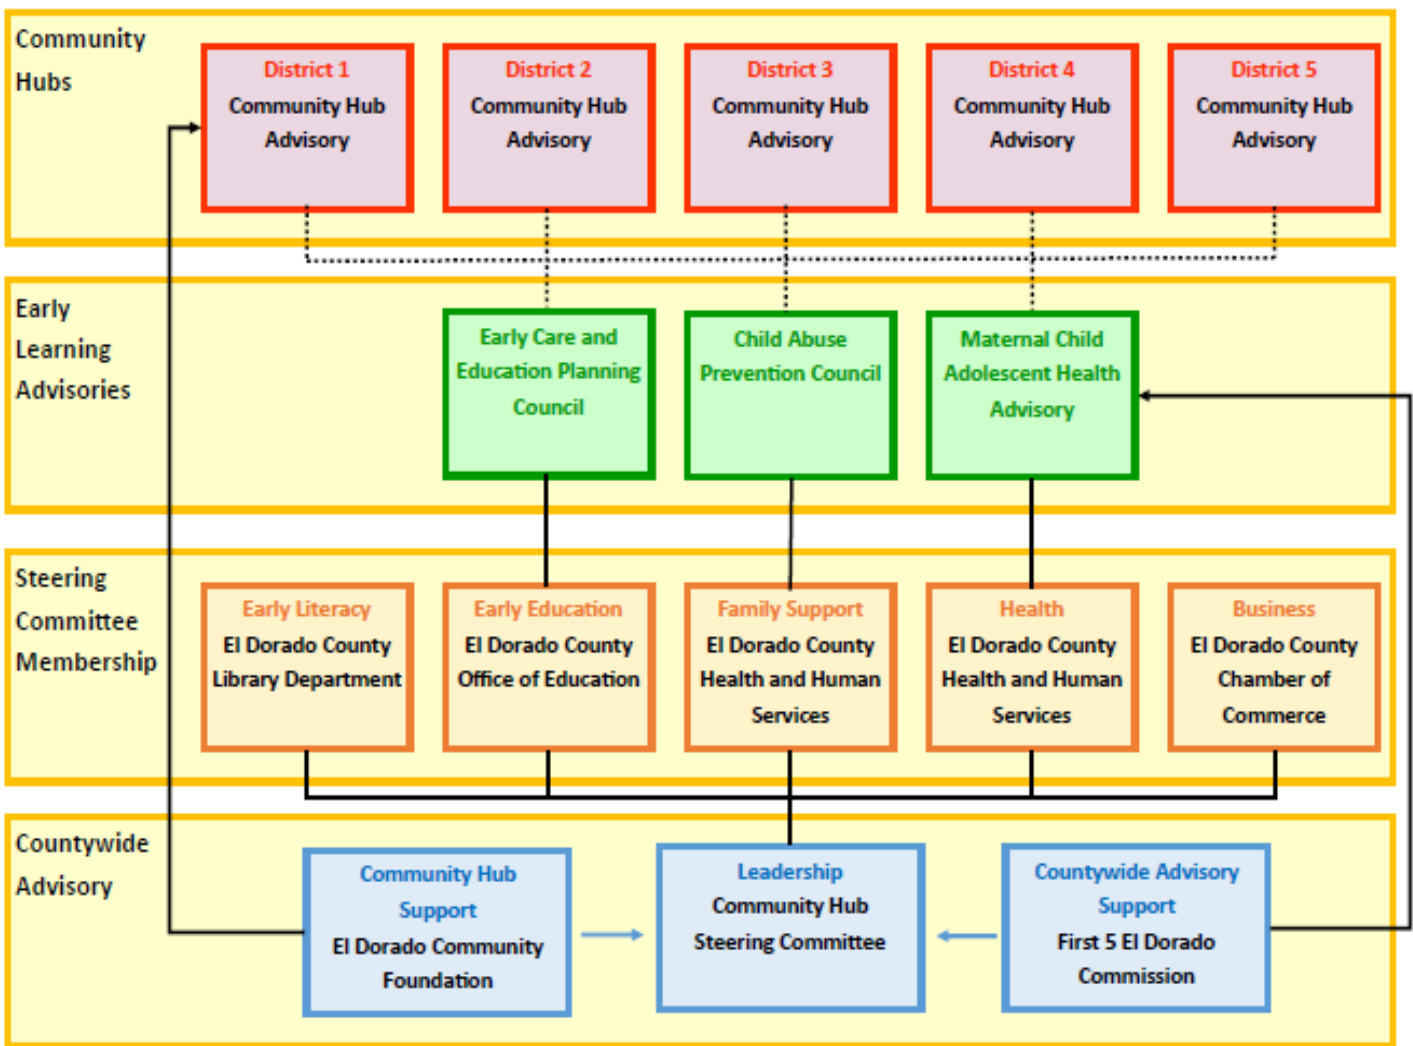 Community
Hubs
District 1
Community Hub
Advisory
District 2
Community Hub
Advisory
District 3
Community Hub
Advisory
District 4
Community Hub
Advisory
District 5
Community Hub
Advisory
Early
Learning
Advisories
Early Care and
Education Planning
Council
Child Abuse
Prevention Council
Maternal Child
Adolescent Health
Advisory
Steering
Committee
Membership
Early Literacy
El Dorado County
Library Department
Early Education
El Dorado County
Office of Education
Family Support
El Dorado County
Health and Human
Services
Health
El Dorado County
Health and Human
Services
Business
El Dorado County
Chamber of
Commerce
Countywide
Advisory
Community Hub
Support
El Dorado Community
Foundation
Leadership
Community Hub
Steering Committee
Countywide Advisory
Support
First 5 El Dorado
Commission